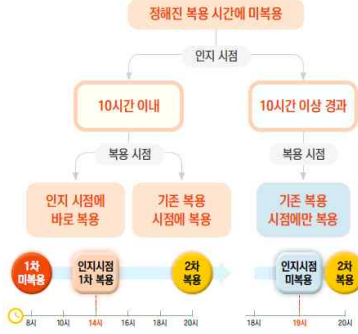 정해진 복용 시간에 미복용
인지 시점
10시간 이내
10시간 이상 경과
복용 시점
복용 시점
인지 시점에
바로 복용
기존 복용
시점에 복용
기존 복용
시점에만 복용
1차
미복용
인지시점
1차 복용
2차
복용
인지시점
미복용
2차
복용
8시
10시
14시
16시
18시
20시
18시
19시
20시